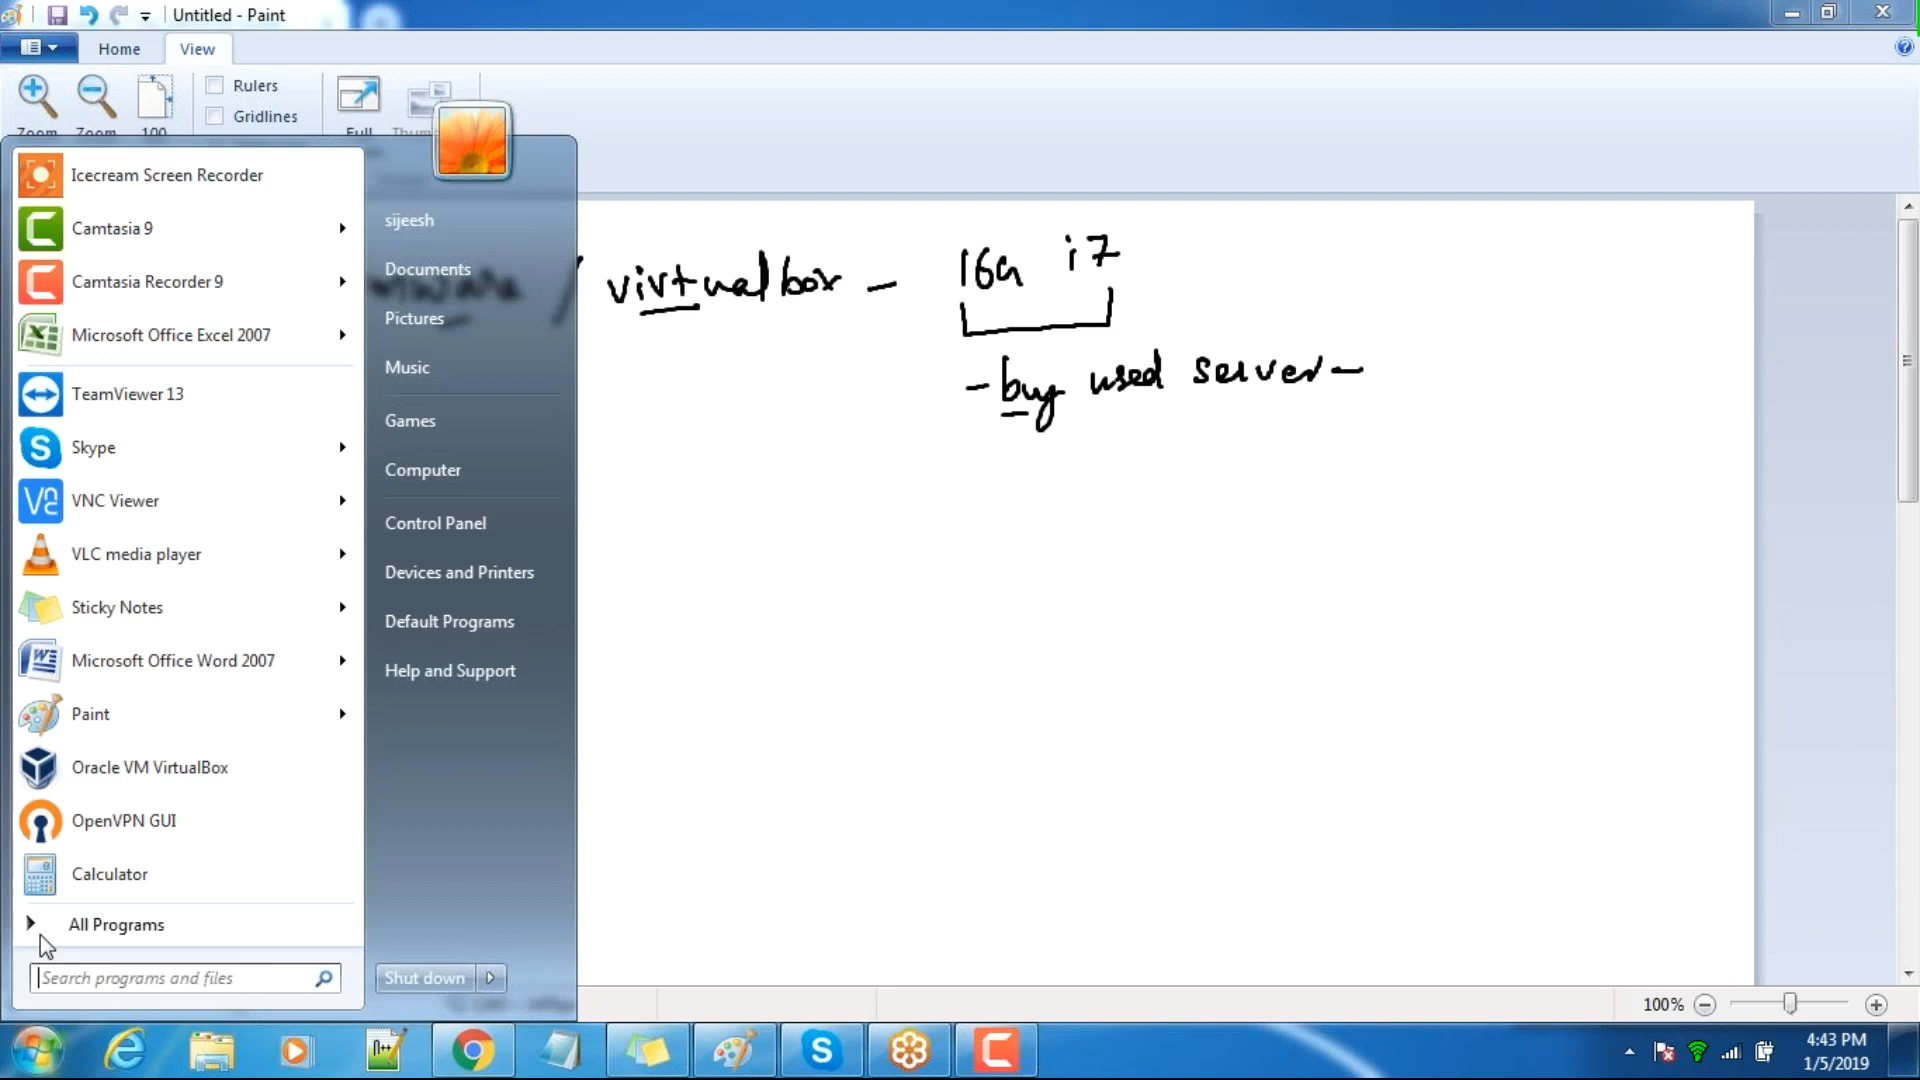 Untitled - Paint
Home View
Rulers
Gridlines
Zoom Zoom 100 Full
Icecream Screen Recorder
Camtasia 9
Camtasia Recorder 9
Microsoft Office Excel 2007
TeamViewer 13
Skype
VNC Viewer
VLC media player
Sticky Notes
Microsoft Office Word 2007
Paint
Oracle VM VirtualBox
OpenVPN GUI
Calculator
All Programs
Search programs and files
sijeesh
Documents
Pictures
Music
Games
Computer
Control Panel
Devices and Printers
Default Programs
Help and Support
Shut down
/ virtualbox - 16G i7
- buy used server -
100%
4:43 PM
1/5/2019